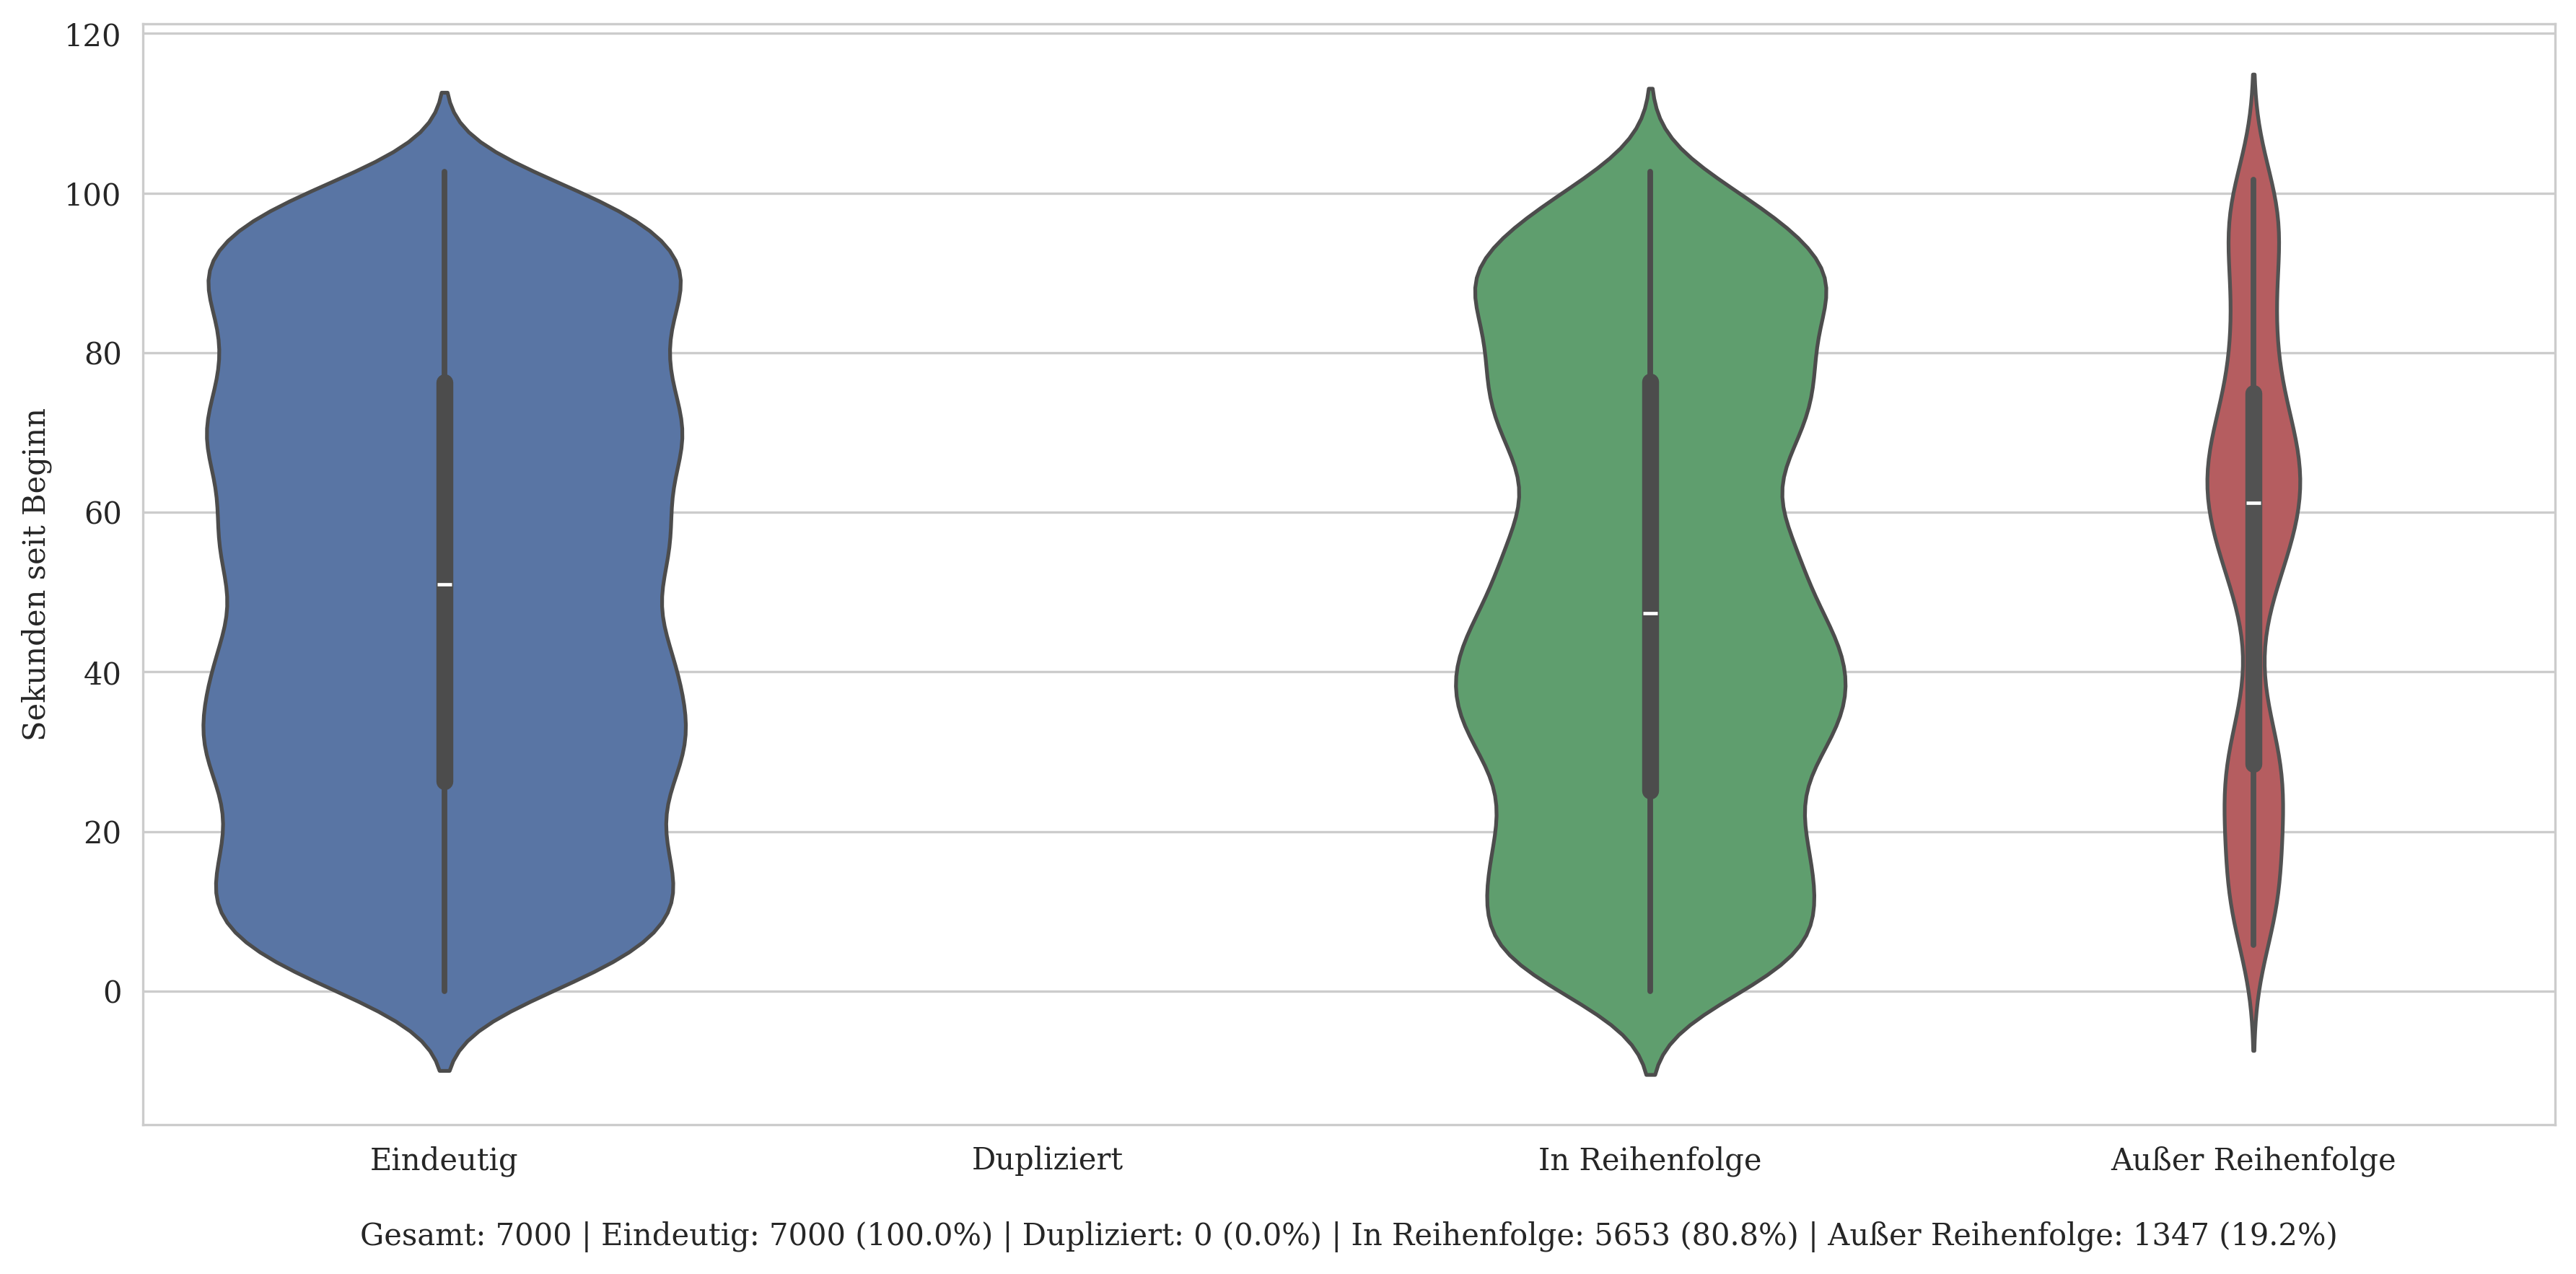 Sekunden seit Beginn
120
100
80
60
40
20
0
Eindeutig
Dupliziert
In Reihenfolge
Außer Reihenfolge
Gesamt: 7000 | Eindeutig: 7000 (100.0%) | Dupliziert: 0 (0.0%) | In Reihenfolge: 5653 (80.8%) | Außer Reihenfolge: 1347 (19.2%)